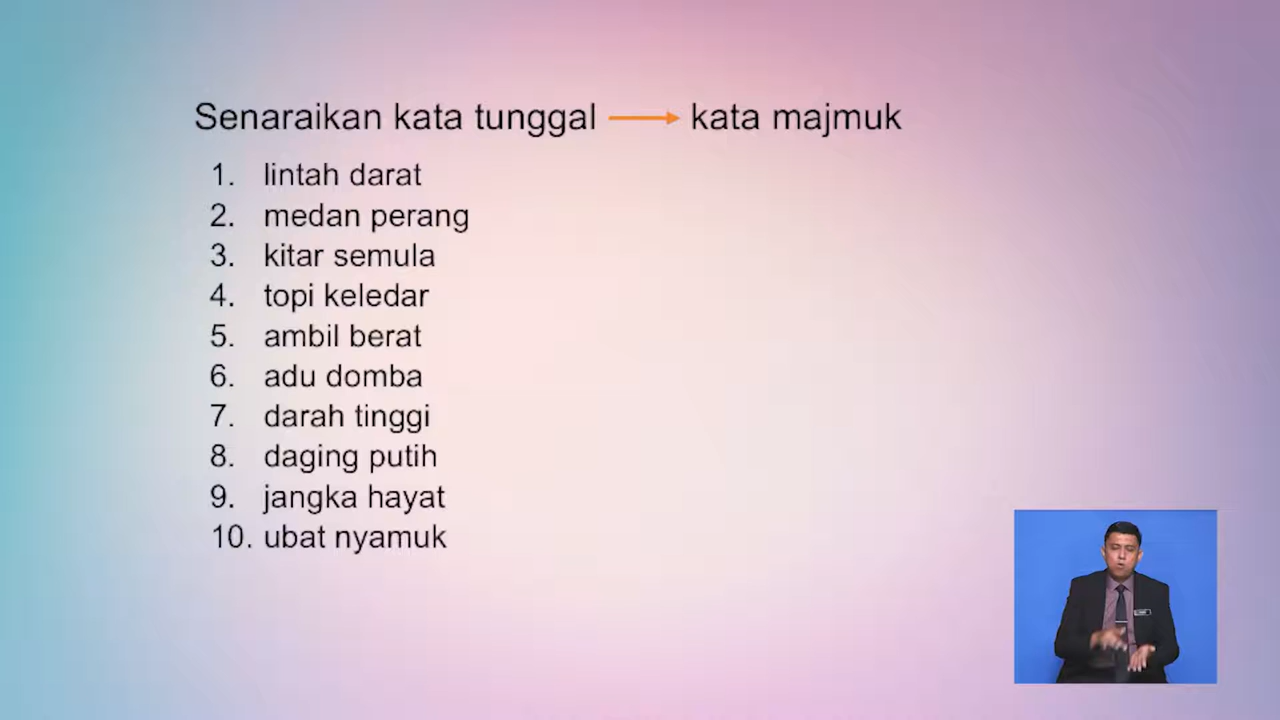 Senaraikan kata tunggal → kata majmuk
1. lintah darat
2. medan perang
3. kitar semula
4. topi keledar
5. ambil berat
6. adu domba
7. darah tinggi
8. daging putih
9. jangka hayat
10. ubat nyamuk